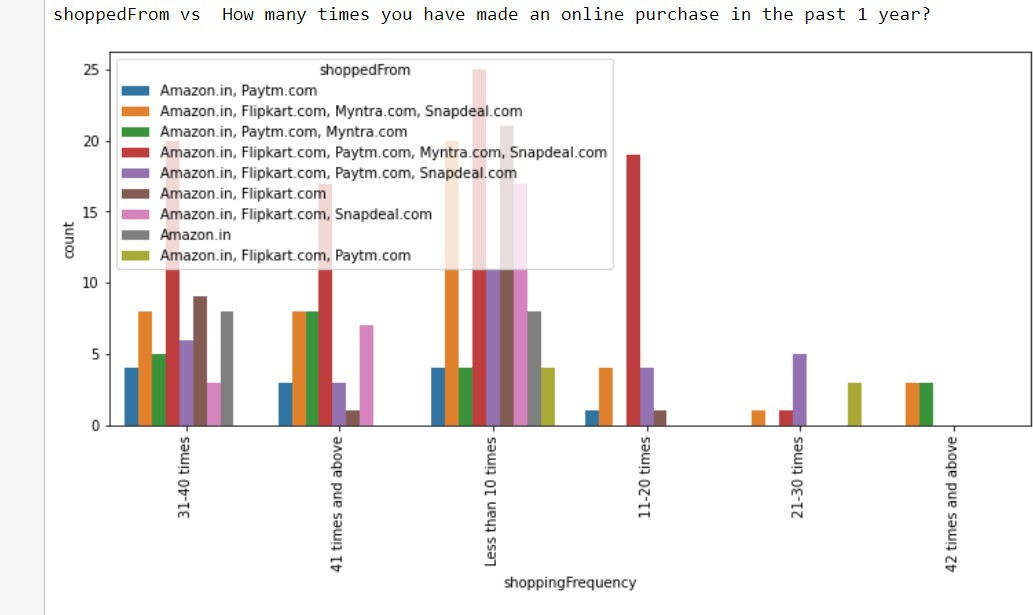 shoppedFrom vs  How many times you have made an online purchase in the past 1 year?
shoppedFrom
Amazon.in, Paytm.com
Amazon.in, Flipkart.com, Myntra.com, Snapdeal.com
Amazon.in, Paytm.com, Myntra.com
Amazon.in, Flipkart.com, Paytm.com, Myntra.com, Snapdeal.com
Amazon.in, Flipkart.com, Paytm.com, Snapdeal.com
Amazon.in, Flipkart.com
Amazon.in, Flipkart.com, Snapdeal.com
Amazon.in
Amazon.in, Flipkart.com, Paytm.com
25
20
15
10
5
0
count
31-40 times
41 times and above
Less than 10 times
11-20 times
21-30 times
42 times and above
shoppingFrequency